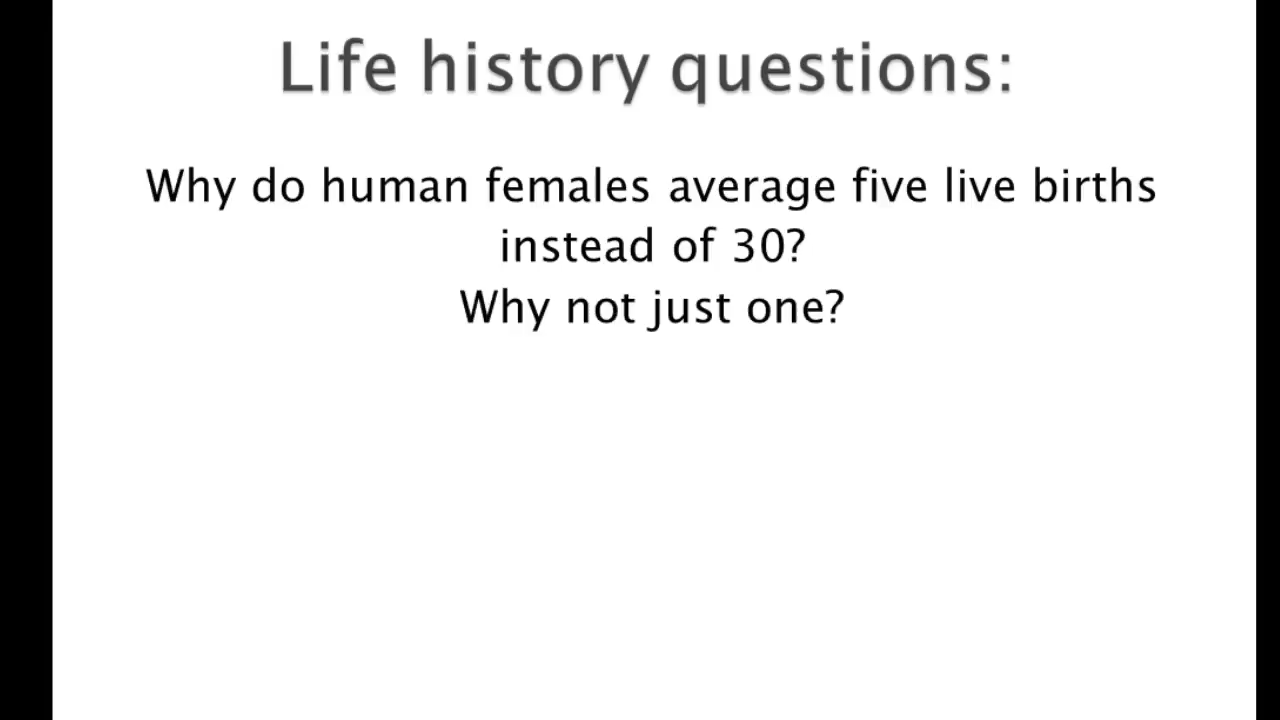 Life history questions:
Why do human females average five live births
instead of 30?
Why not just one?